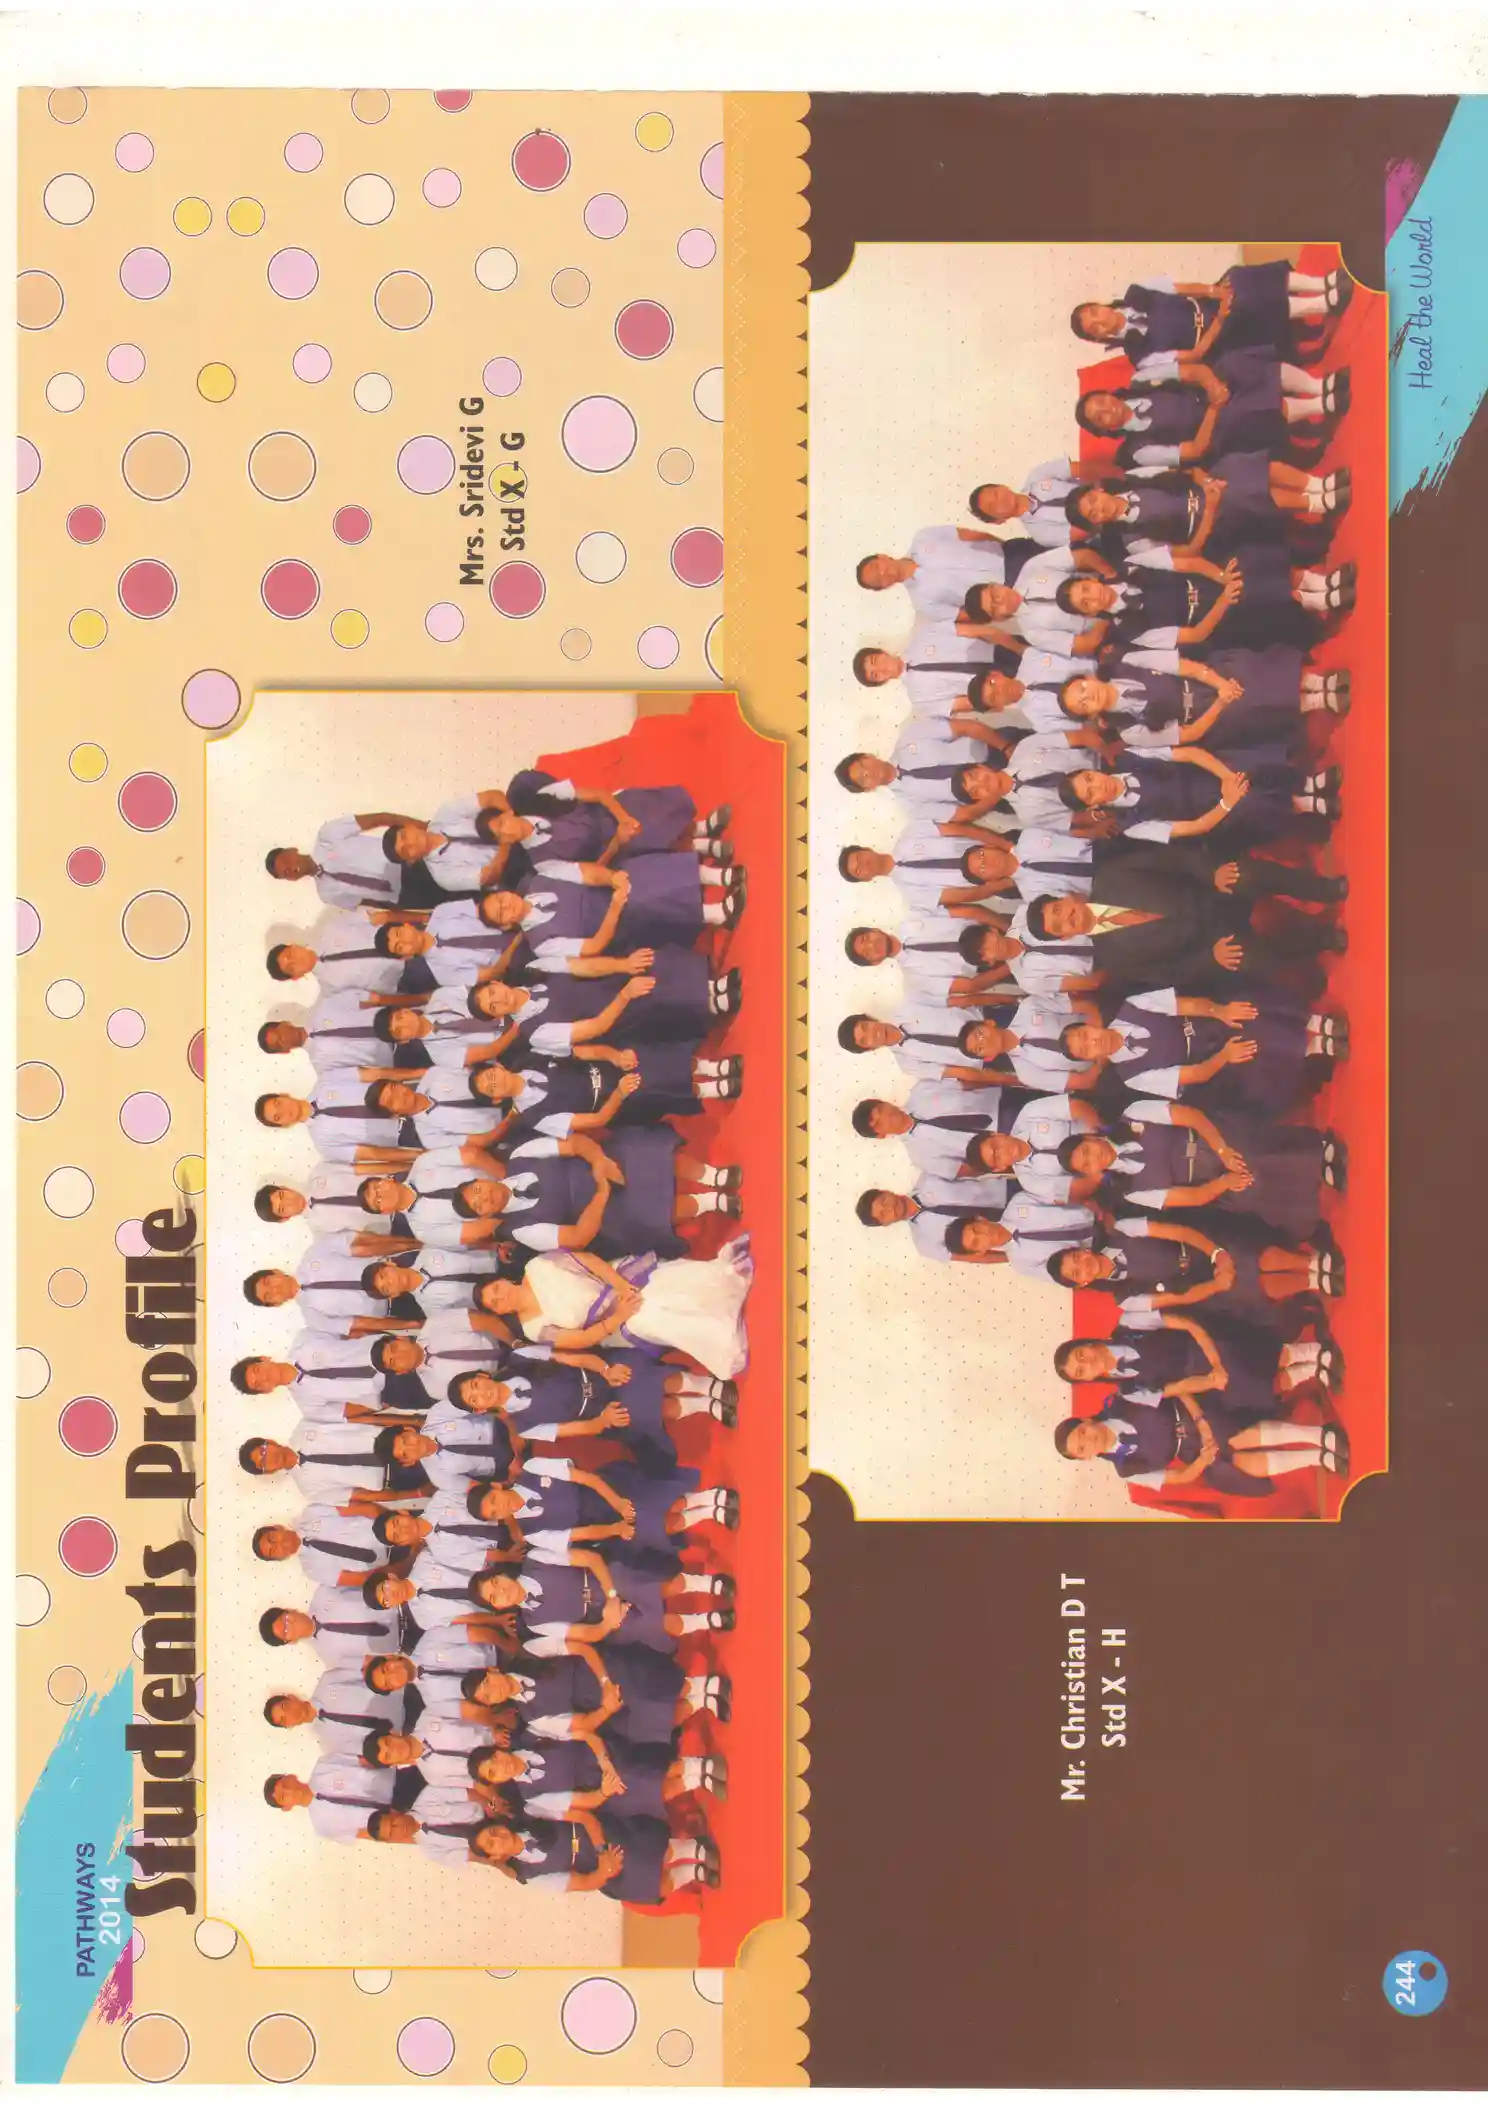 PATHWAYS
2014
Students Profile
Mrs. Sridevi G
Std X - G
Mr. Christian D T
Std X - H
244
Heal the World